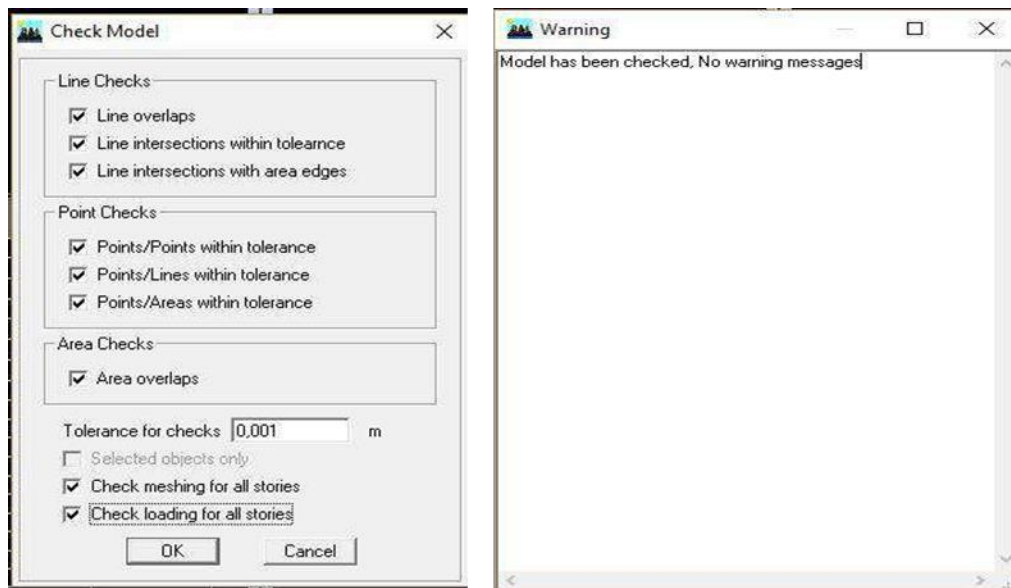 Check Model
Line Checks
Line overlaps
Line intersections within tolearnce
Line intersections with area edges
Point Checks
Points/Points within tolerance
Points/Lines within tolerance
Points/Areas within tolerance
Area Checks
Area overlaps
Tolerance for checks 0,001 m
Selected objects only
Check meshing for all stories
Check loading for all stories
OK Cancel
Warning
Model has been checked, No warning messages